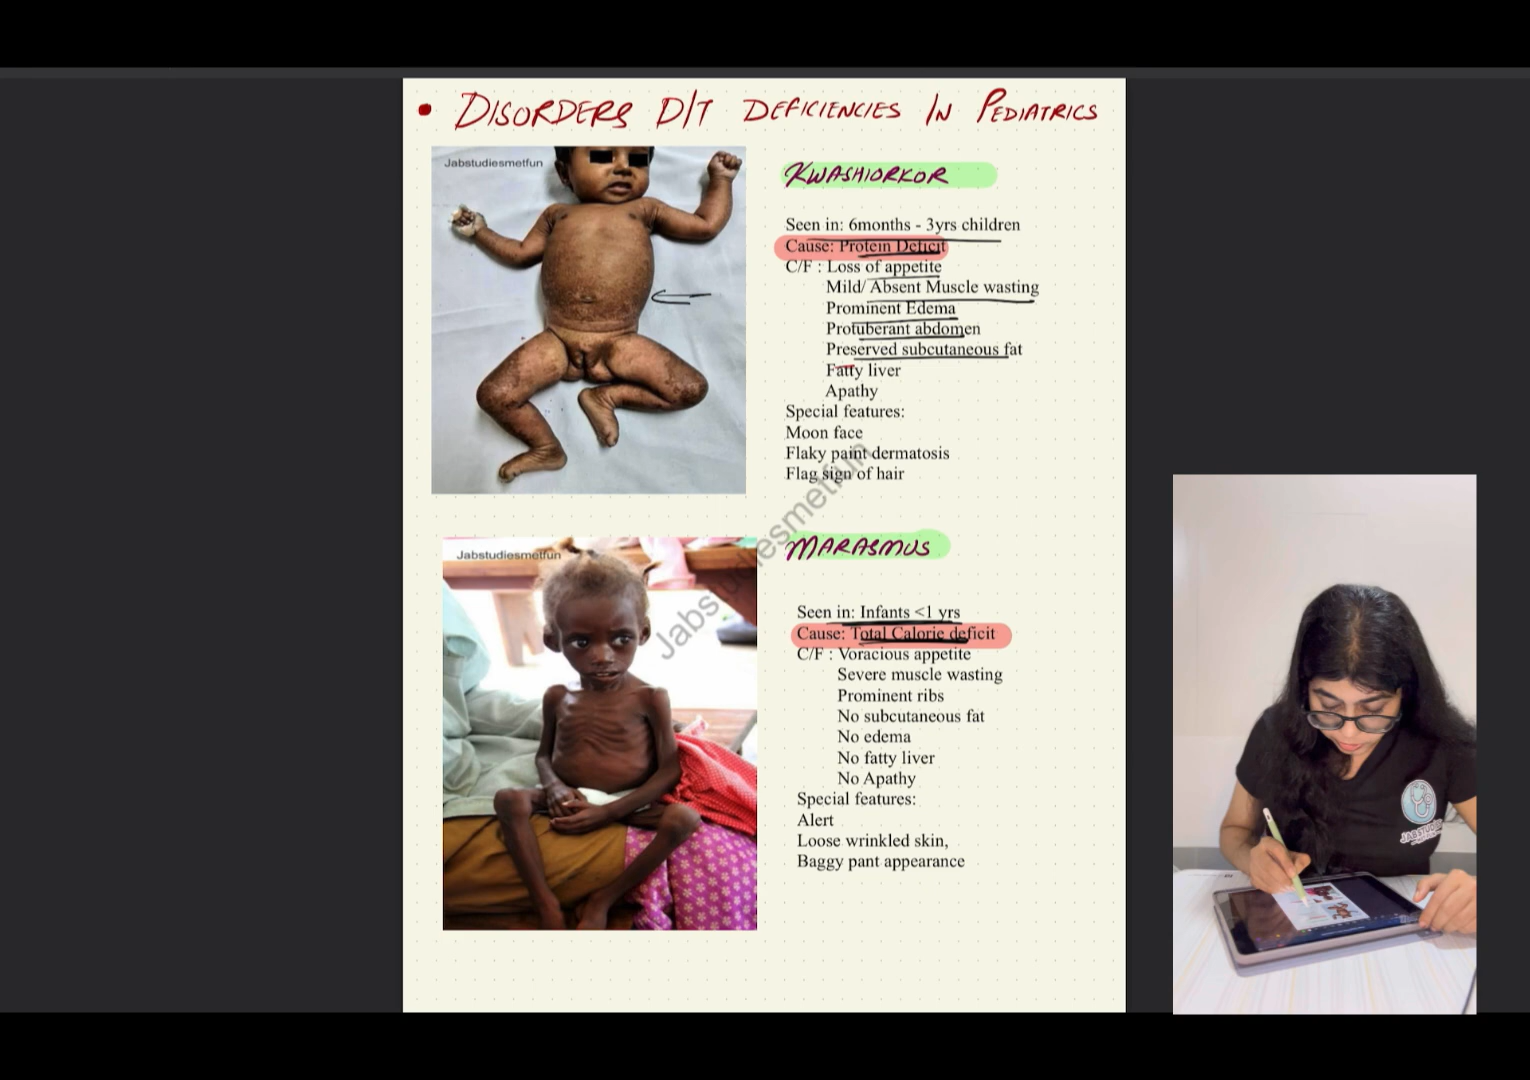 • DISORDERS D/T DEFICIENCIES IN PEDIATRICS
Jabstudiesmetfun
KWASHIORKOR
Seen in: 6months - 3yrs children
Cause: Protein Deficit
C/F : Loss of appetite
Mild/ Absent Muscle wasting
Prominent Edema
Protuberant abdomen
Preserved subcutaneous fat
Fatty liver
Apathy
Special features:
Moon face
Flaky paint dermatosis
Flag sign of hair
Jabstudiesmetfun
Jabstudiesmetfun
MARASMUS
Seen in: Infants <1 yrs
Cause: Total Calorie deficit
C/F : Voracious appetite
Severe muscle wasting
Prominent ribs
No subcutaneous fat
No edema
No fatty liver
No Apathy
Special features:
Alert
Loose wrinkled skin,
Baggy pant appearance